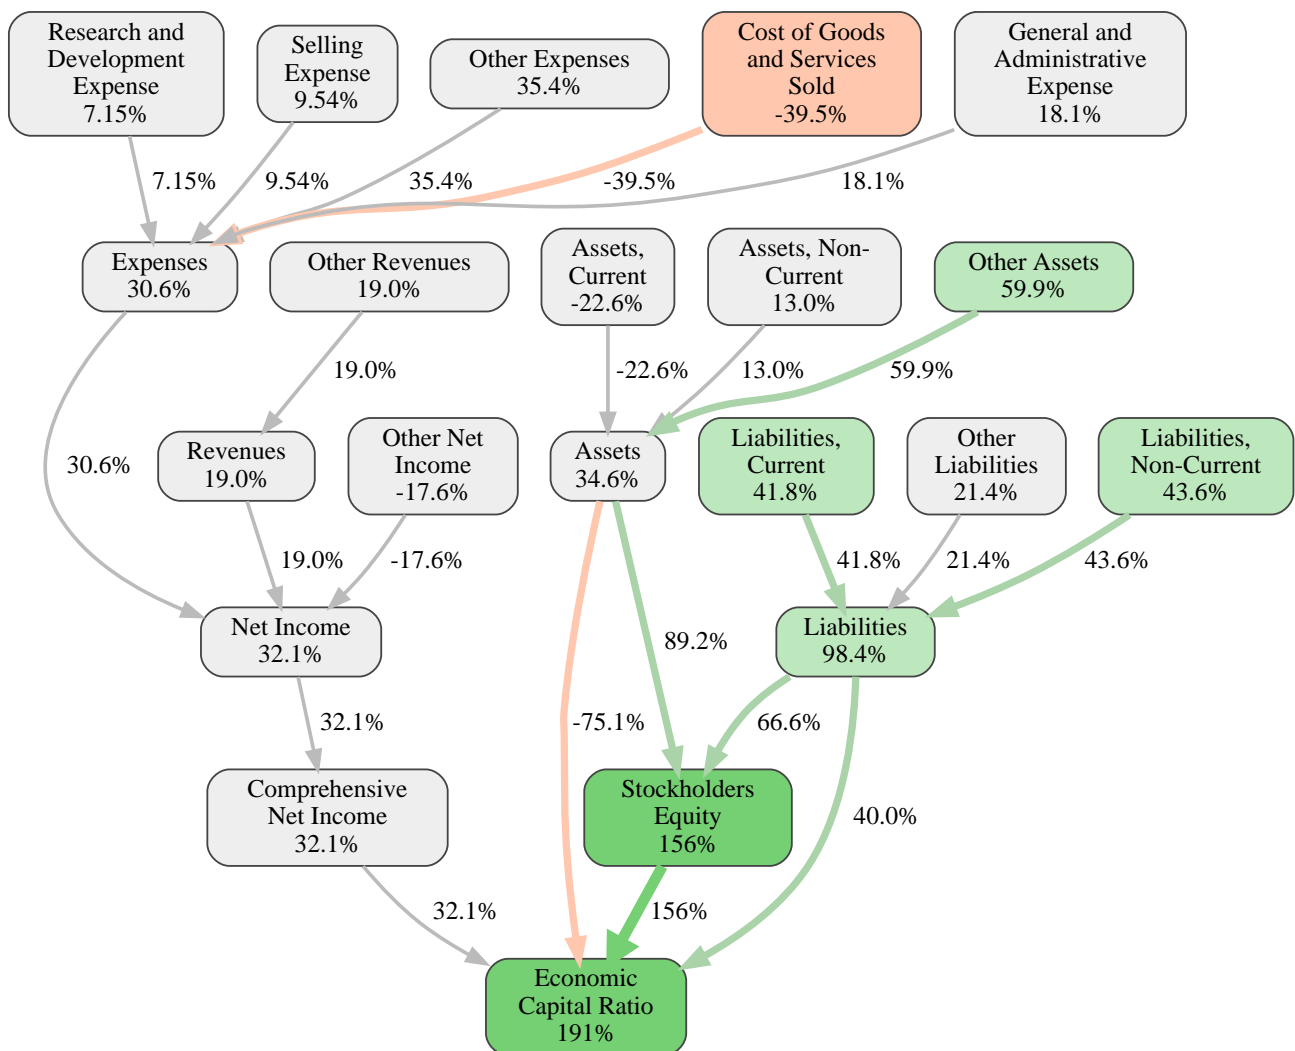 Research and
Development
Expense
7.15%
Selling
Expense
9.54%
Other Expenses
35.4%
Cost of Goods
and Services
Sold
-39.5%
General and
Administrative
Expense
18.1%
7.15%
9.54%
35.4%
-39.5%
18.1%
Expenses
30.6%
Other Revenues
19.0%
Assets,
Current
-22.6%
Assets, Non-
Current
13.0%
Other Assets
59.9%
19.0%
-22.6%
13.0%
59.9%
30.6%
Revenues
19.0%
Other Net
Income
-17.6%
Assets
34.6%
Liabilities,
Current
41.8%
Other
Liabilities
21.4%
Liabilities,
Non-Current
43.6%
19.0%
-17.6%
41.8%
21.4%
43.6%
Net Income
32.1%
89.2%
Liabilities
98.4%
32.1%
-75.1%
66.6%
Comprehensive
Net Income
32.1%
Stockholders
Equity
156%
40.0%
32.1%
156%
Economic
Capital Ratio
191%